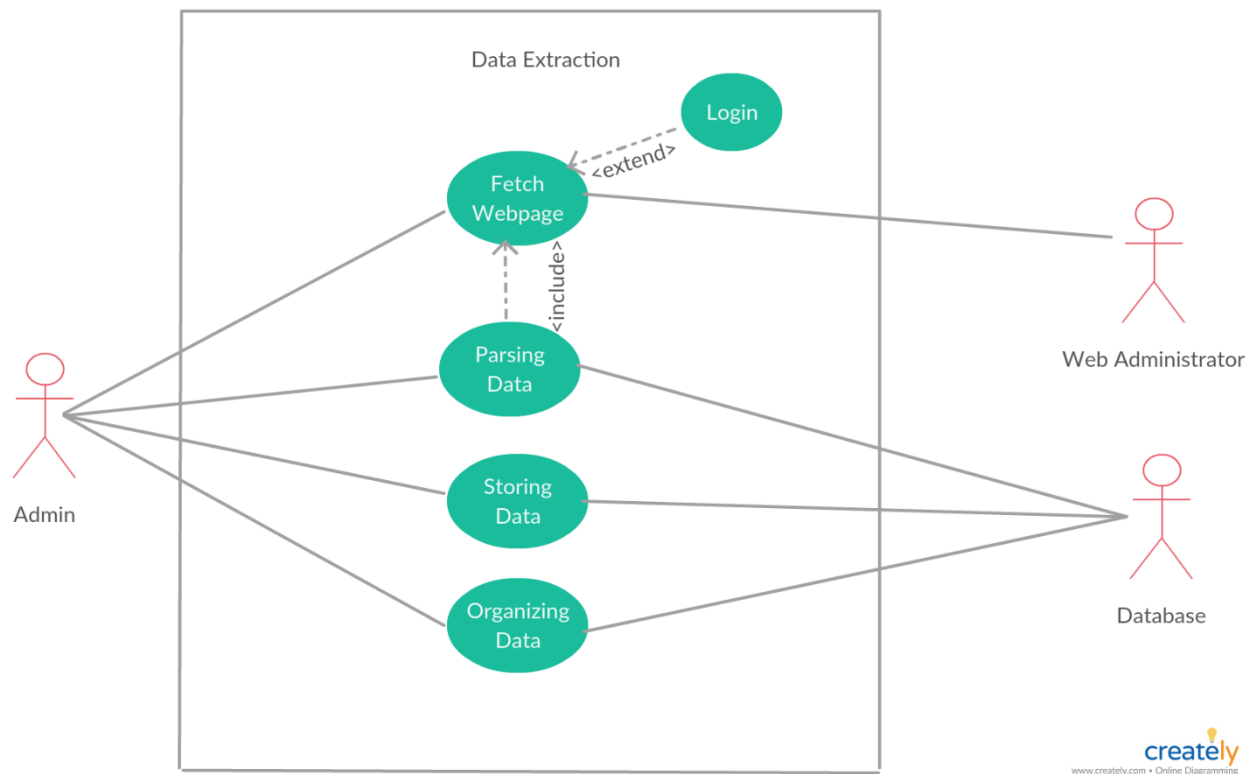 Data Extraction
Login
<extend>
Fetch
Webpage
<include>
Parsing
Data
Web Administrator
Storing
Data
Admin
Organizing
Data
Database
creately
www.creately.com • Online Diagramming